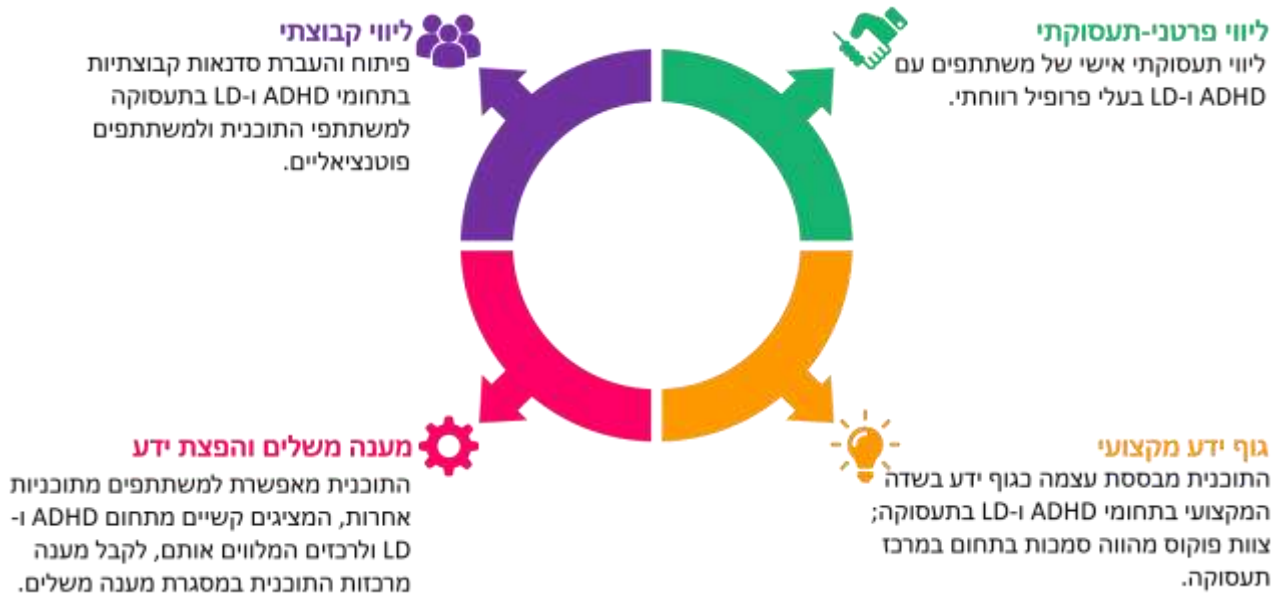 ליווי פרטני-תעסוקתי
ליווי תעסוקתי אישי של משתתפים עם
ADHD ו-LD בעלי פרופיל רווחתי.
ליווי קבוצתי
פיתוח והעברת סדנאות קבוצתיות
בתחומי ADHD ו-LD בתעסוקה
למשתתפי התוכנית ולמשתתפים
פוטנציאליים.
גוף ידע מקצועי
התוכנית מבססת עצמה כגוף ידע בשדה
המקצועי בתחומי ADHD ו-LD בתעסוקה;
צוות פוקוס מהווה סמכות בתחום במרכז
תעסוקה.
מענה משלים והפצת ידע
התוכנית מאפשרת למשתתפים מתוכניות
אחרות, המציגים קשיים מתחום ADHD ו-
LD ולרכזים המלווים אותם, לקבל מענה
מרכזות התוכנית במסגרת מענה משלים.